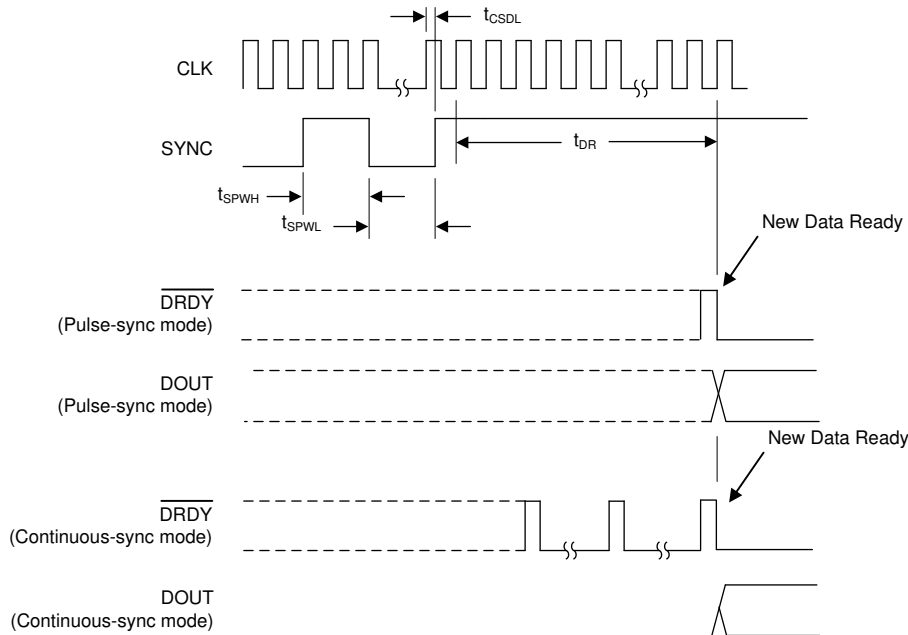 tCSDL
CLK
SYNC
tDR
tSPWH
tSPWL
New Data Ready
DRDY
(Pulse-sync mode)
DOUT
(Pulse-sync mode)
New Data Ready
DRDY
(Continuous-sync mode)
DOUT
(Continuous-sync mode)